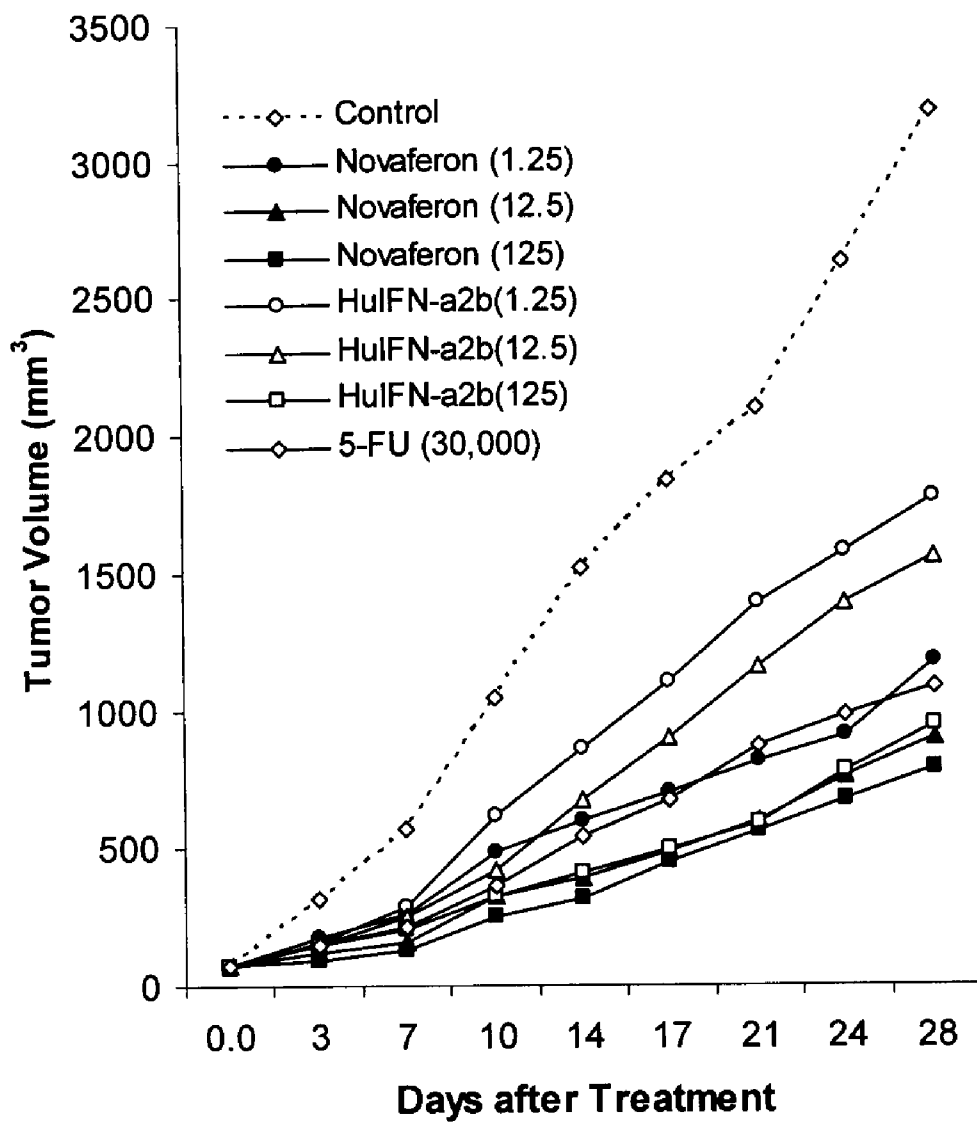 3500
3000
2500
2000
1500
1000
500
0
Tumor Volume (mm³)
Control
Novaferon (1.25)
Novaferon (12.5)
Novaferon (125)
HuIFN-a2b(1.25)
HuIFN-a2b(12.5)
HuIFN-a2b(125)
5-FU (30,000)
0.0 3 7 10 14 17 21 24 28
Days after Treatment